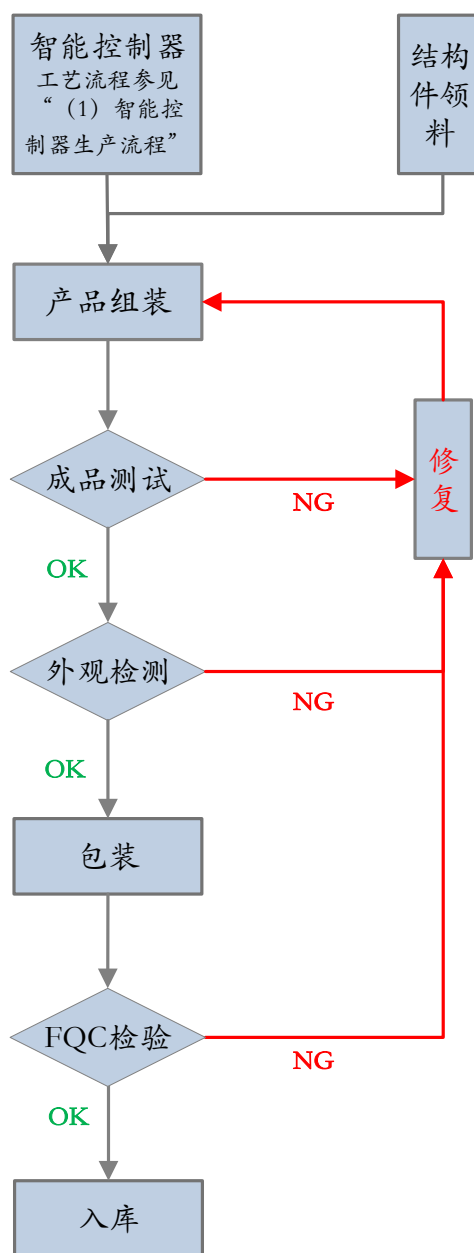 智能控制器
工艺流程参见
“（1）智能控
制器生产流程”
结构
件领
料
产品组装
成品测试
NG
修
复
OK
外观检测
NG
OK
包装
FQC检验
NG
OK
入库